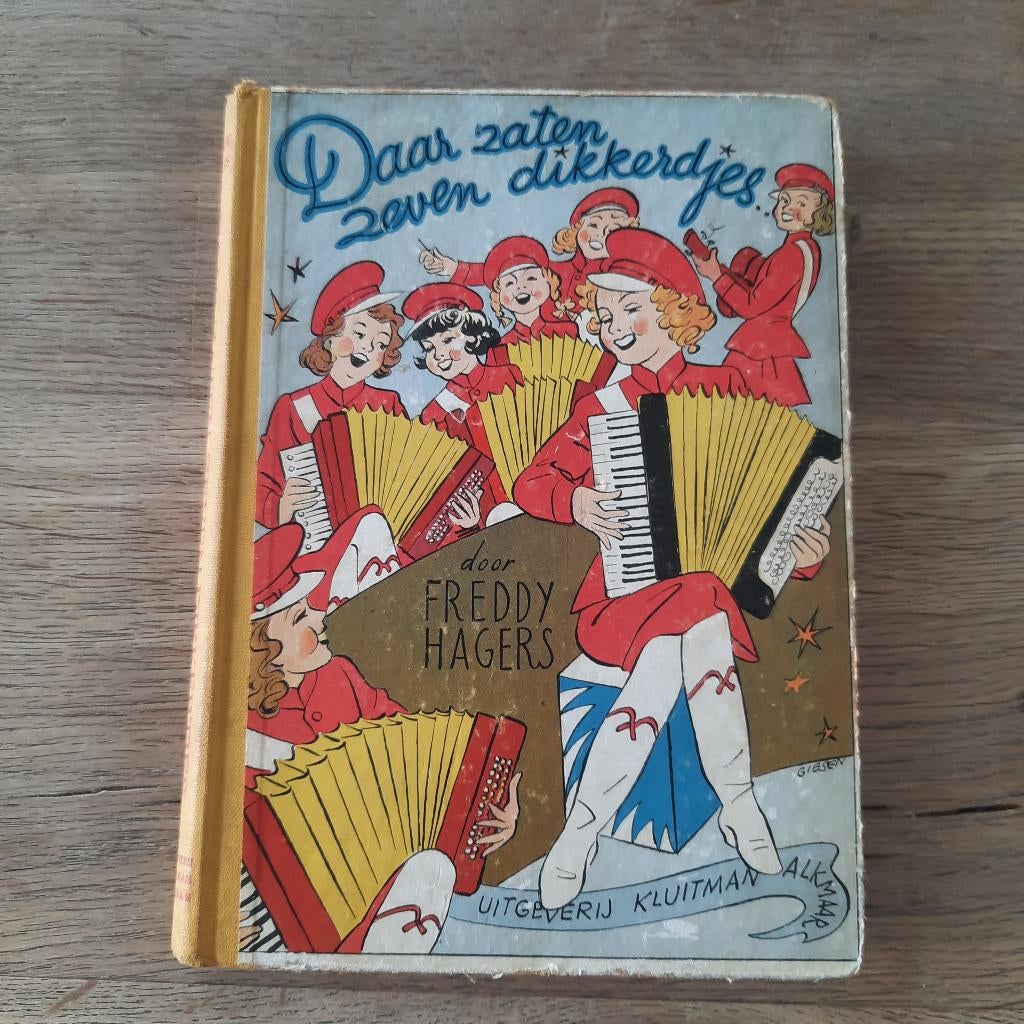 Daar zaten
zeven dikkerdjes...
door
FREDDY
HAGERS
GIESEN
UITGEVERIJ KLUITMAN ALKMAAR